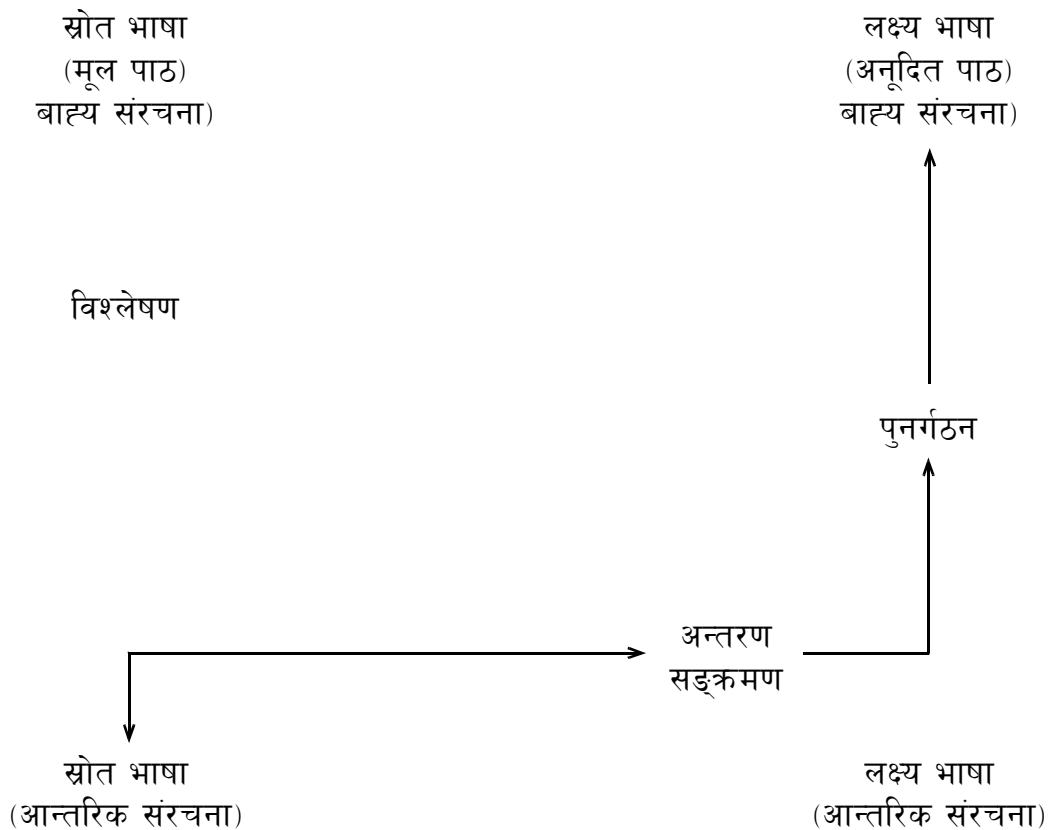 स्रोत भाषा
(मूल पाठ)
बाह्य संरचना)
लक्ष्य भाषा
(अनूदित पाठ)
बाह्य संरचना)
विश्लेषण
पुनर्गठन
अन्तरण
सङ्क्रमण
स्रोत भाषा
(आन्तरिक संरचना)
लक्ष्य भाषा
(आन्तरिक संरचना)